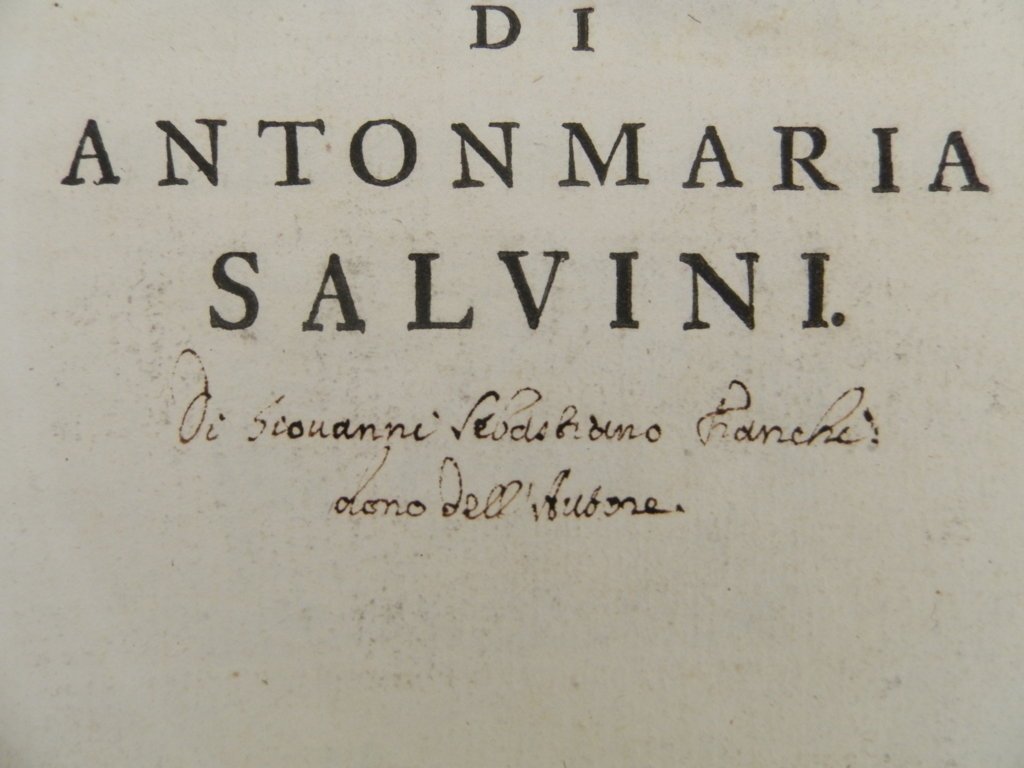 DI
ANTONMARIA
SALVINI.
Di Giovanni Sebastiano Franchi:
dono dell'Autore.